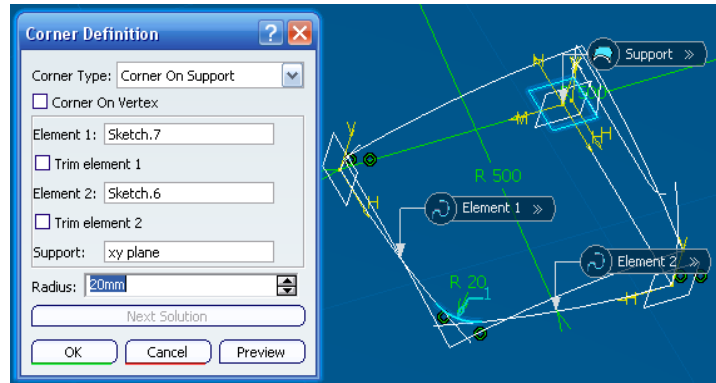 Corner Definition
Corner Type: Corner On Support
Corner On Vertex
Element 1: Sketch.7
Trim element 1
Element 2: Sketch.6
Trim element 2
Support: xy plane
Radius: 20mm
Next Solution
OK Cancel Preview
Support »
R 500
Element 1 »
Element 2 »
R 20
1
H
V